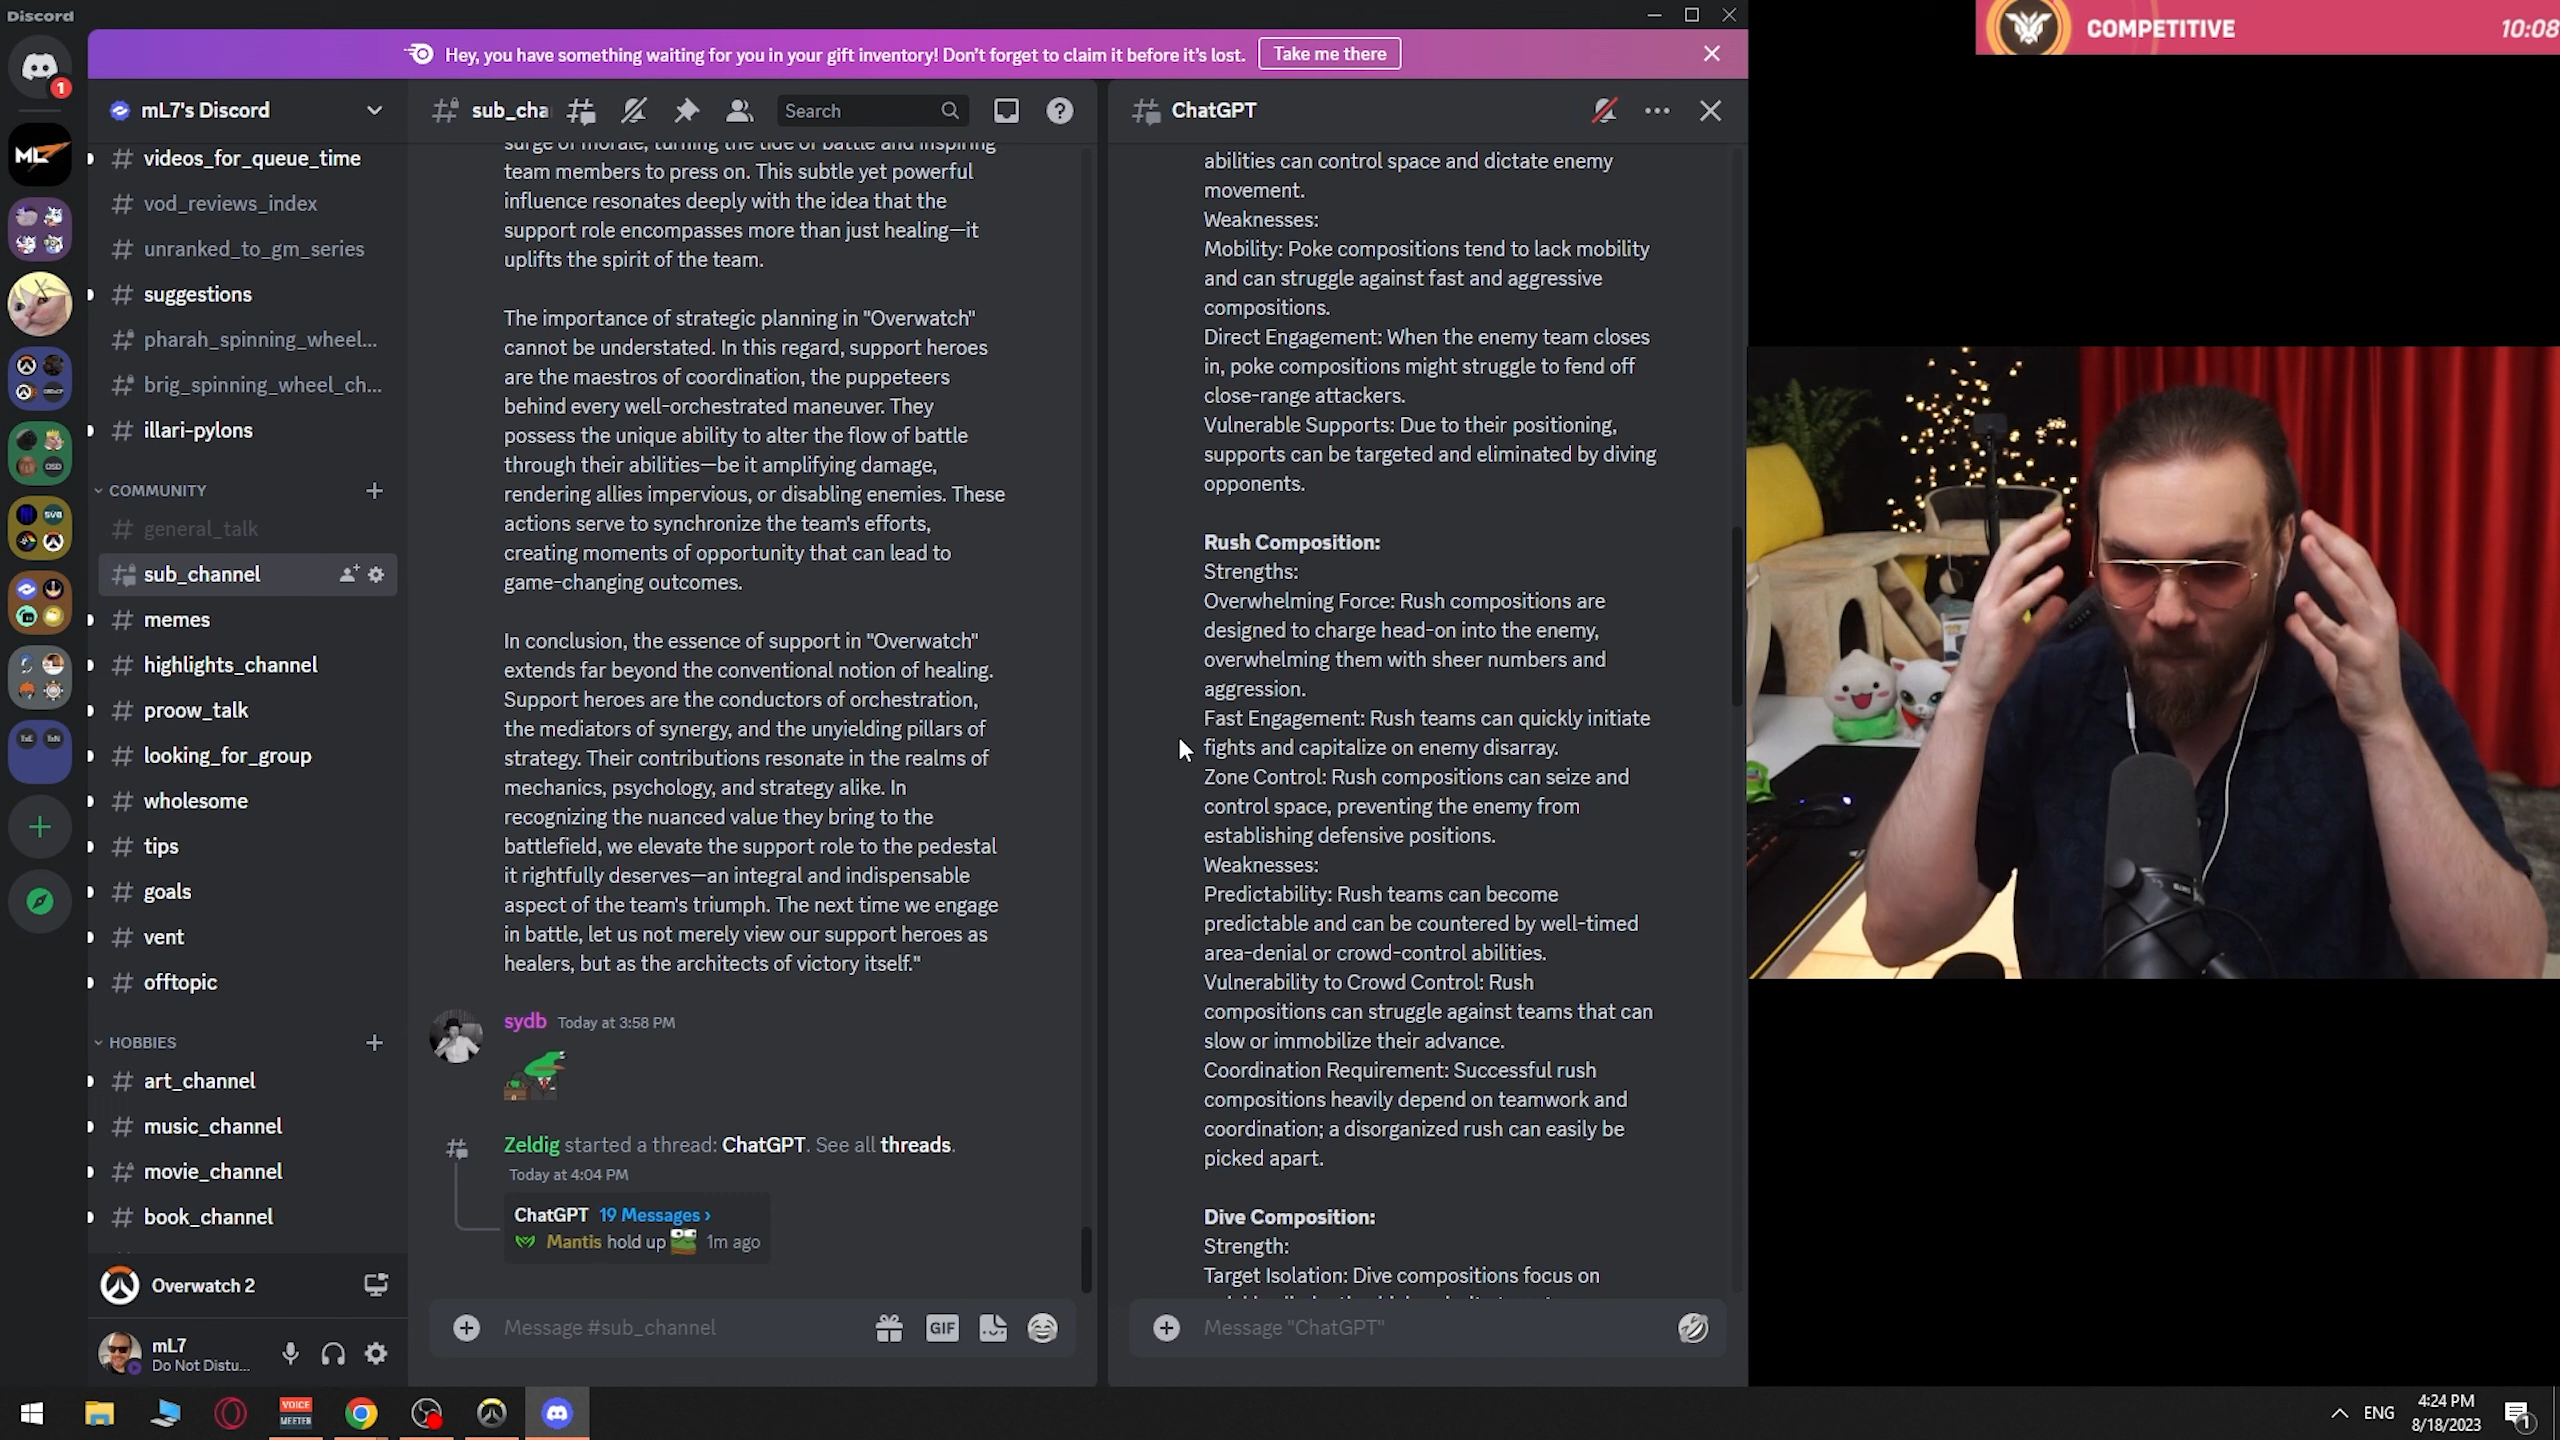 Discord
Hey, you have something waiting for you in your gift inventory! Don't forget to claim it before it's lost.
Take me there
COMPETITIVE
10:08
1
mL7's Discord
videos_for_queue_time
vod_reviews_index
unranked_to_gm_series
suggestions
pharah_spinning_wheel...
brig_spinning_wheel_ch...
illari-pylons
COMMUNITY
general_talk
sub_channel
memes
highlights_channel
proow_talk
looking_for_group
wholesome
tips
goals
vent
offtopic
HOBBIES
art_channel
music_channel
movie_channel
book_channel
Overwatch 2
mL7
Do Not Distu...
sub_cha
Search
surge of morale, turning the tide of battle and inspiring
team members to press on. This subtle yet powerful
influence resonates deeply with the idea that the
support role encompasses more than just healing—it
uplifts the spirit of the team.
The importance of strategic planning in "Overwatch"
cannot be understated. In this regard, support heroes
are the maestros of coordination, the puppeteers
behind every well-orchestrated maneuver. They
possess the unique ability to alter the flow of battle
through their abilities—be it amplifying damage,
rendering allies impervious, or disabling enemies. These
actions serve to synchronize the team's efforts,
creating moments of opportunity that can lead to
game-changing outcomes.
In conclusion, the essence of support in "Overwatch"
extends far beyond the conventional notion of healing.
Support heroes are the conductors of orchestration,
the mediators of synergy, and the unyielding pillars of
strategy. Their contributions resonate in the realms of
mechanics, psychology, and strategy alike. In
recognizing the nuanced value they bring to the
battlefield, we elevate the support role to the pedestal
it rightfully deserves—an integral and indispensable
aspect of the team's triumph. The next time we engage
in battle, let us not merely view our support heroes as
healers, but as the architects of victory itself."
sydb Today at 3:58 PM
Zeldig started a thread: ChatGPT. See all threads.
Today at 4:04 PM
ChatGPT 19 Messages ›
Mantis hold up 1m ago
Message #sub_channel
GIF
ChatGPT
abilities can control space and dictate enemy
movement.
Weaknesses:
Mobility: Poke compositions tend to lack mobility
and can struggle against fast and aggressive
compositions.
Direct Engagement: When the enemy team closes
in, poke compositions might struggle to fend off
close-range attackers.
Vulnerable Supports: Due to their positioning,
supports can be targeted and eliminated by diving
opponents.
Rush Composition:
Strengths:
Overwhelming Force: Rush compositions are
designed to charge head-on into the enemy,
overwhelming them with sheer numbers and
aggression.
Fast Engagement: Rush teams can quickly initiate
fights and capitalize on enemy disarray.
Zone Control: Rush compositions can seize and
control space, preventing the enemy from
establishing defensive positions.
Weaknesses:
Predictability: Rush teams can become
predictable and can be countered by well-timed
area-denial or crowd-control abilities.
Vulnerability to Crowd Control: Rush
compositions can struggle against teams that can
slow or immobilize their advance.
Coordination Requirement: Successful rush
compositions heavily depend on teamwork and
coordination; a disorganized rush can easily be
picked apart.
Dive Composition:
Strength:
Target Isolation: Dive compositions focus on
Message "ChatGPT"
VOICE
MEETER
ENG
4:24 PM
8/18/2023
1